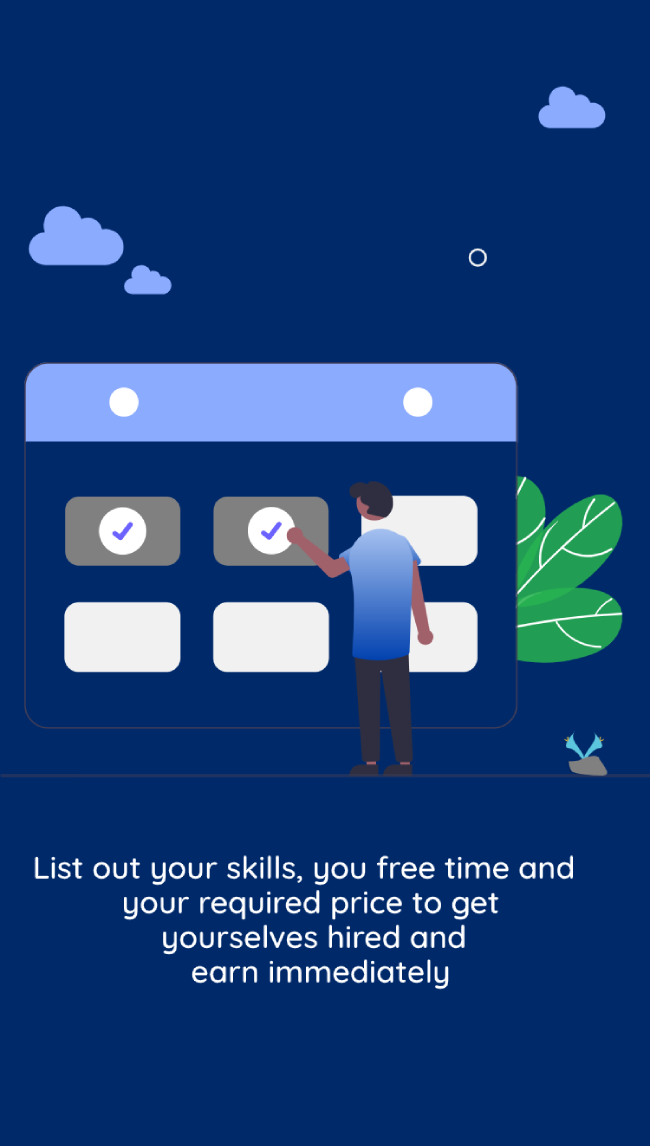 List out your skills, you free time and
your required price to get
yourselves hired and
earn immediately